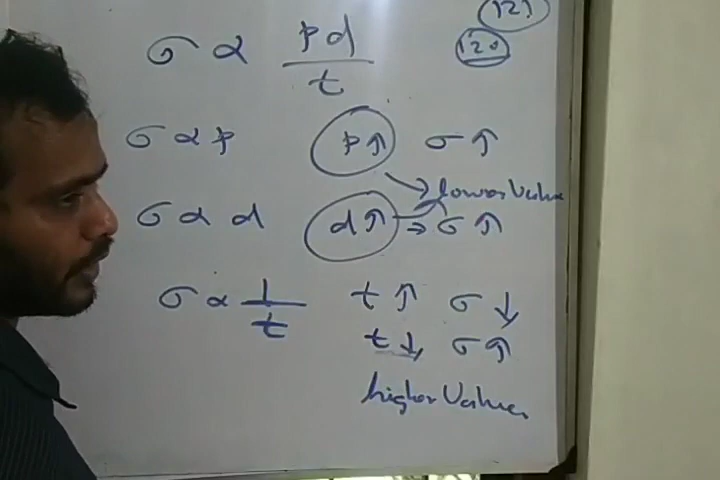 (121)
σ ∝ pd/t
(120)
σ ∝ p p↑ σ↑
→ lower Value
σ ∝ d d↑ → σ↑
σ ∝ 1/t t↑ σ↓
t↓ σ↑
higher Value